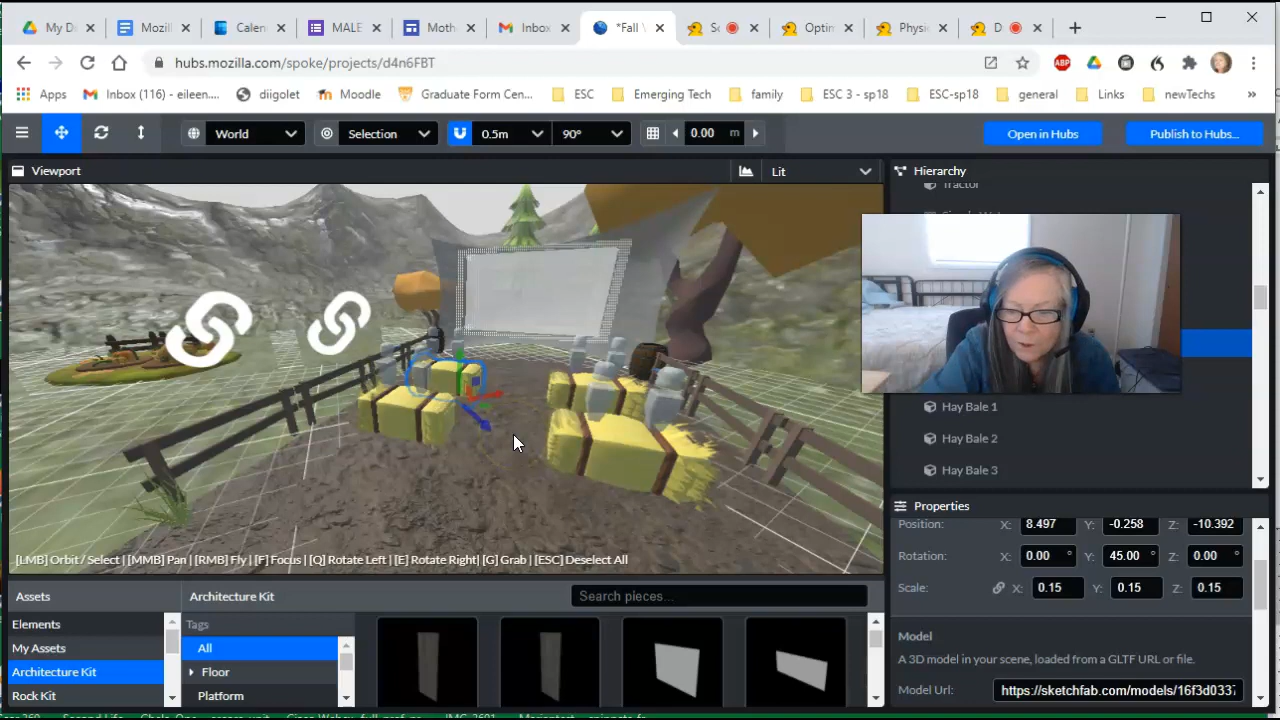 My De
Mozill
Calen
MALE
Moth
Inbox
*Fall \
Sc
Optim
Physi
D
hubs.mozilla.com/spoke/projects/d4n6FBT
Apps
Inbox (116) - eileen....
diigolet
Moodle
Graduate Form Cen...
ESC
Emerging Tech
family
ESC 3 - sp18
ESC-sp18
general
Links
newTechs
»
World
Selection
0.5m
90°
0.00 m
Open in Hubs
Publish to Hubs...
Viewport
Lit
Hierarchy
Tractor
Hay Bale 1
Hay Bale 2
Hay Bale 3
[LMB] Orbit / Select | [MMB] Pan | [RMB] Fly | [F] Focus | [Q] Rotate Left | [E] Rotate Right| [G] Grab | [ESC] Deselect All
Properties
Position: X: 8.497 Y: -0.258 Z: -10.392
Rotation: X: 0.00 ° Y: 45.00 ° Z: 0.00 °
Scale: X: 0.15 Y: 0.15 Z: 0.15
Model
A 3D model in your scene, loaded from a GLTF URL or file.
Model Url: https://sketchfab.com/models/16f3d0337
Assets
Elements
My Assets
Architecture Kit
Rock Kit
Architecture Kit
Search pieces...
Tags
All
Floor
Platform